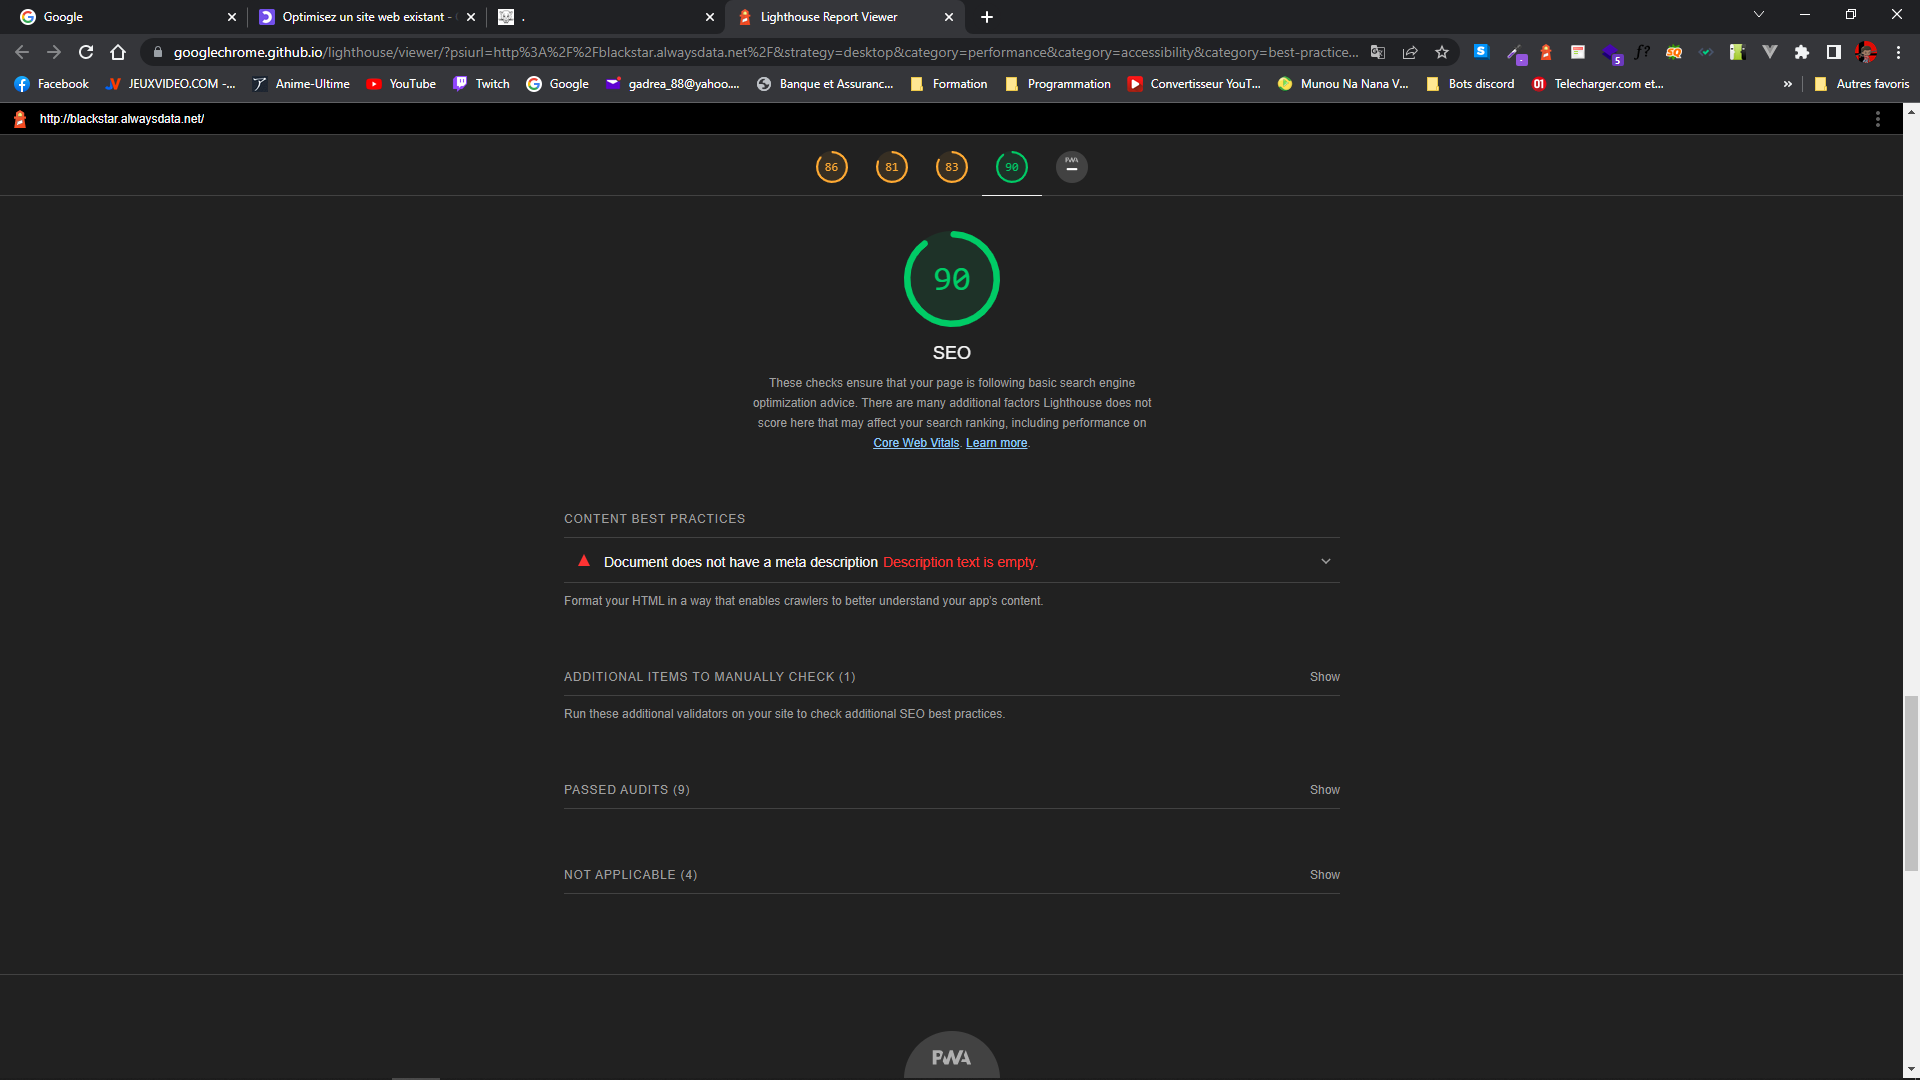 Google
Optimisez un site web existant -
.
Lighthouse Report Viewer
googlechrome.github.io/lighthouse/viewer/?psiurl=http%3A%2F%2Fblackstar.alwaysdata.net%2F&strategy=desktop&category=performance&category=accessibility&category=best-practice...
5
Facebook
JEUXVIDEO.COM -...
Anime-Ultime
YouTube
Twitch
Google
gadrea_88@yahoo....
Banque et Assuranc...
Formation
Programmation
Convertisseur YouT...
Munou Na Nana V...
Bots discord
01
Telecharger.com et...
»
Autres favoris
http://blackstar.alwaysdata.net/
86
81
83
90
PWA
90
SEO
These checks ensure that your page is following basic search engine
optimization advice. There are many additional factors Lighthouse does not
score here that may affect your search ranking, including performance on
Core Web Vitals. Learn more.
CONTENT BEST PRACTICES
Document does not have a meta description Description text is empty.
Format your HTML in a way that enables crawlers to better understand your app's content.
ADDITIONAL ITEMS TO MANUALLY CHECK (1)
Show
Run these additional validators on your site to check additional SEO best practices.
PASSED AUDITS (9)
Show
NOT APPLICABLE (4)
Show
PWA